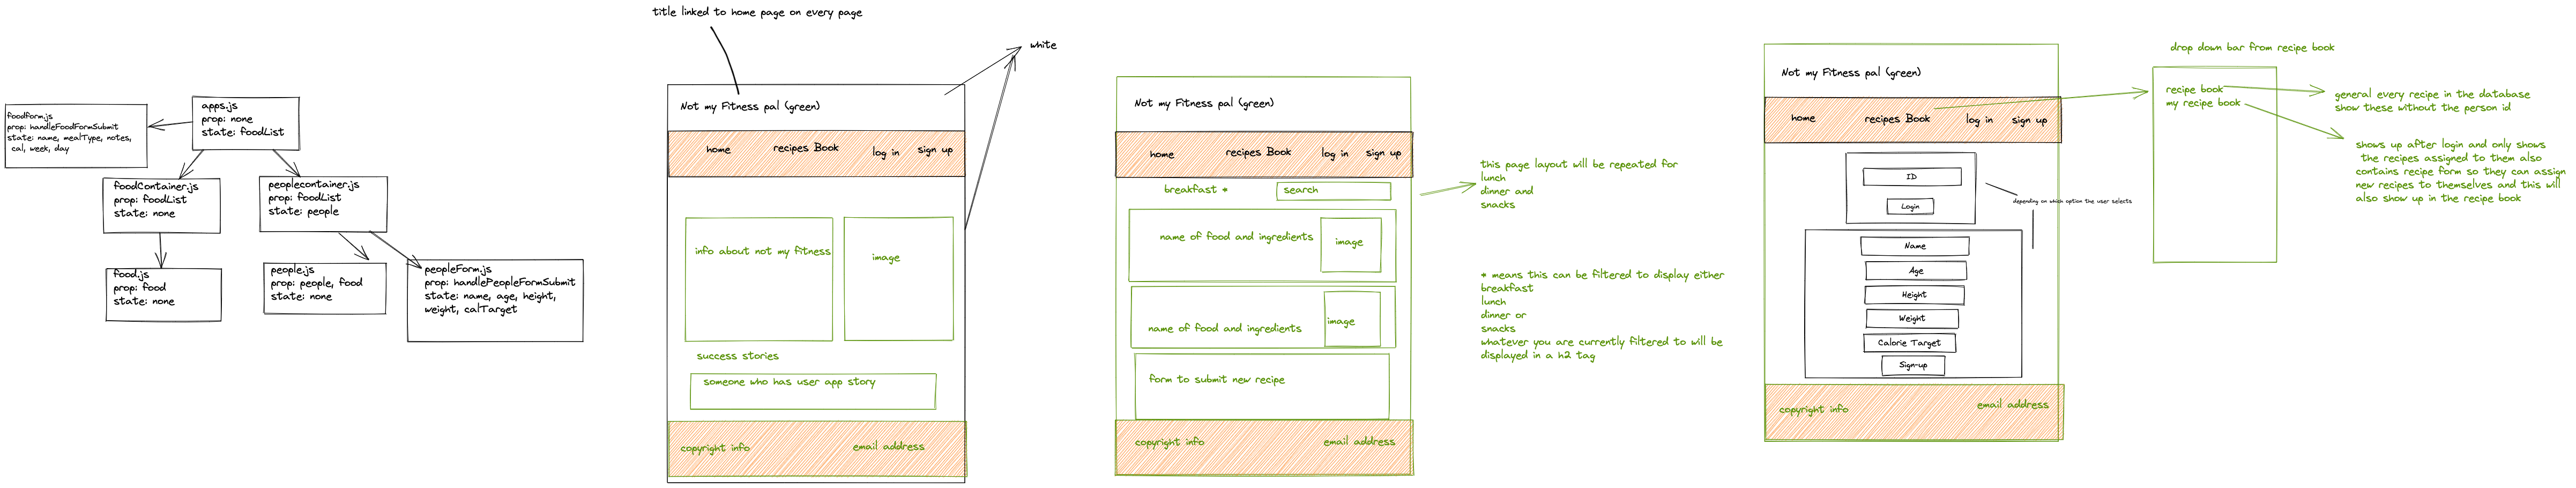 title linked to home page on every page
white
foodform.js
prop: handleFoodFormSubmit
state: name, mealType, notes,
cal, week, day
apps.js
prop: none
state: foodList
foodContainer.js
prop: foodList
state: none
peoplecontainer.js
prop: foodList
state: people
food.js
prop: food
state: none
people.js
prop: people, food
state: none
peopleForm.js
prop: handlePeopleFormSubmit
state: name, age, height,
weight, calTarget
Not my Fitness pal (green)
home
recipes Book
log in
sign up
info about not my fitness
image
success stories
someone who has user app story
copyright info
email address
Not my Fitness pal (green)
home
recipes Book
log in
sign up
breakfast *
search
name of food and ingredients
image
name of food and ingredients
image
form to submit new recipe
copyright info
email address
this page layout will be repeated for
lunch
dinner and
snacks
* means this can be filtered to display either
breakfast
lunch
dinner or
snacks
whatever you are currently filtered to will be
displayed in a h2 tag
Not my Fitness pal (green)
home
recipes Book
log in
sign up
ID
Login
depending on which option the user selects
Name
Age
Height
Weight
Calorie Target
Sign-up
copyright info
email address
drop down bar from recipe book
recipe book
my recipe book
general every recipe in the database
show these without the person id
shows up after login and only shows
the recipes assigned to them also
contains recipe form so they can assign
new recipes to themselves and this will
also show up in the recipe book